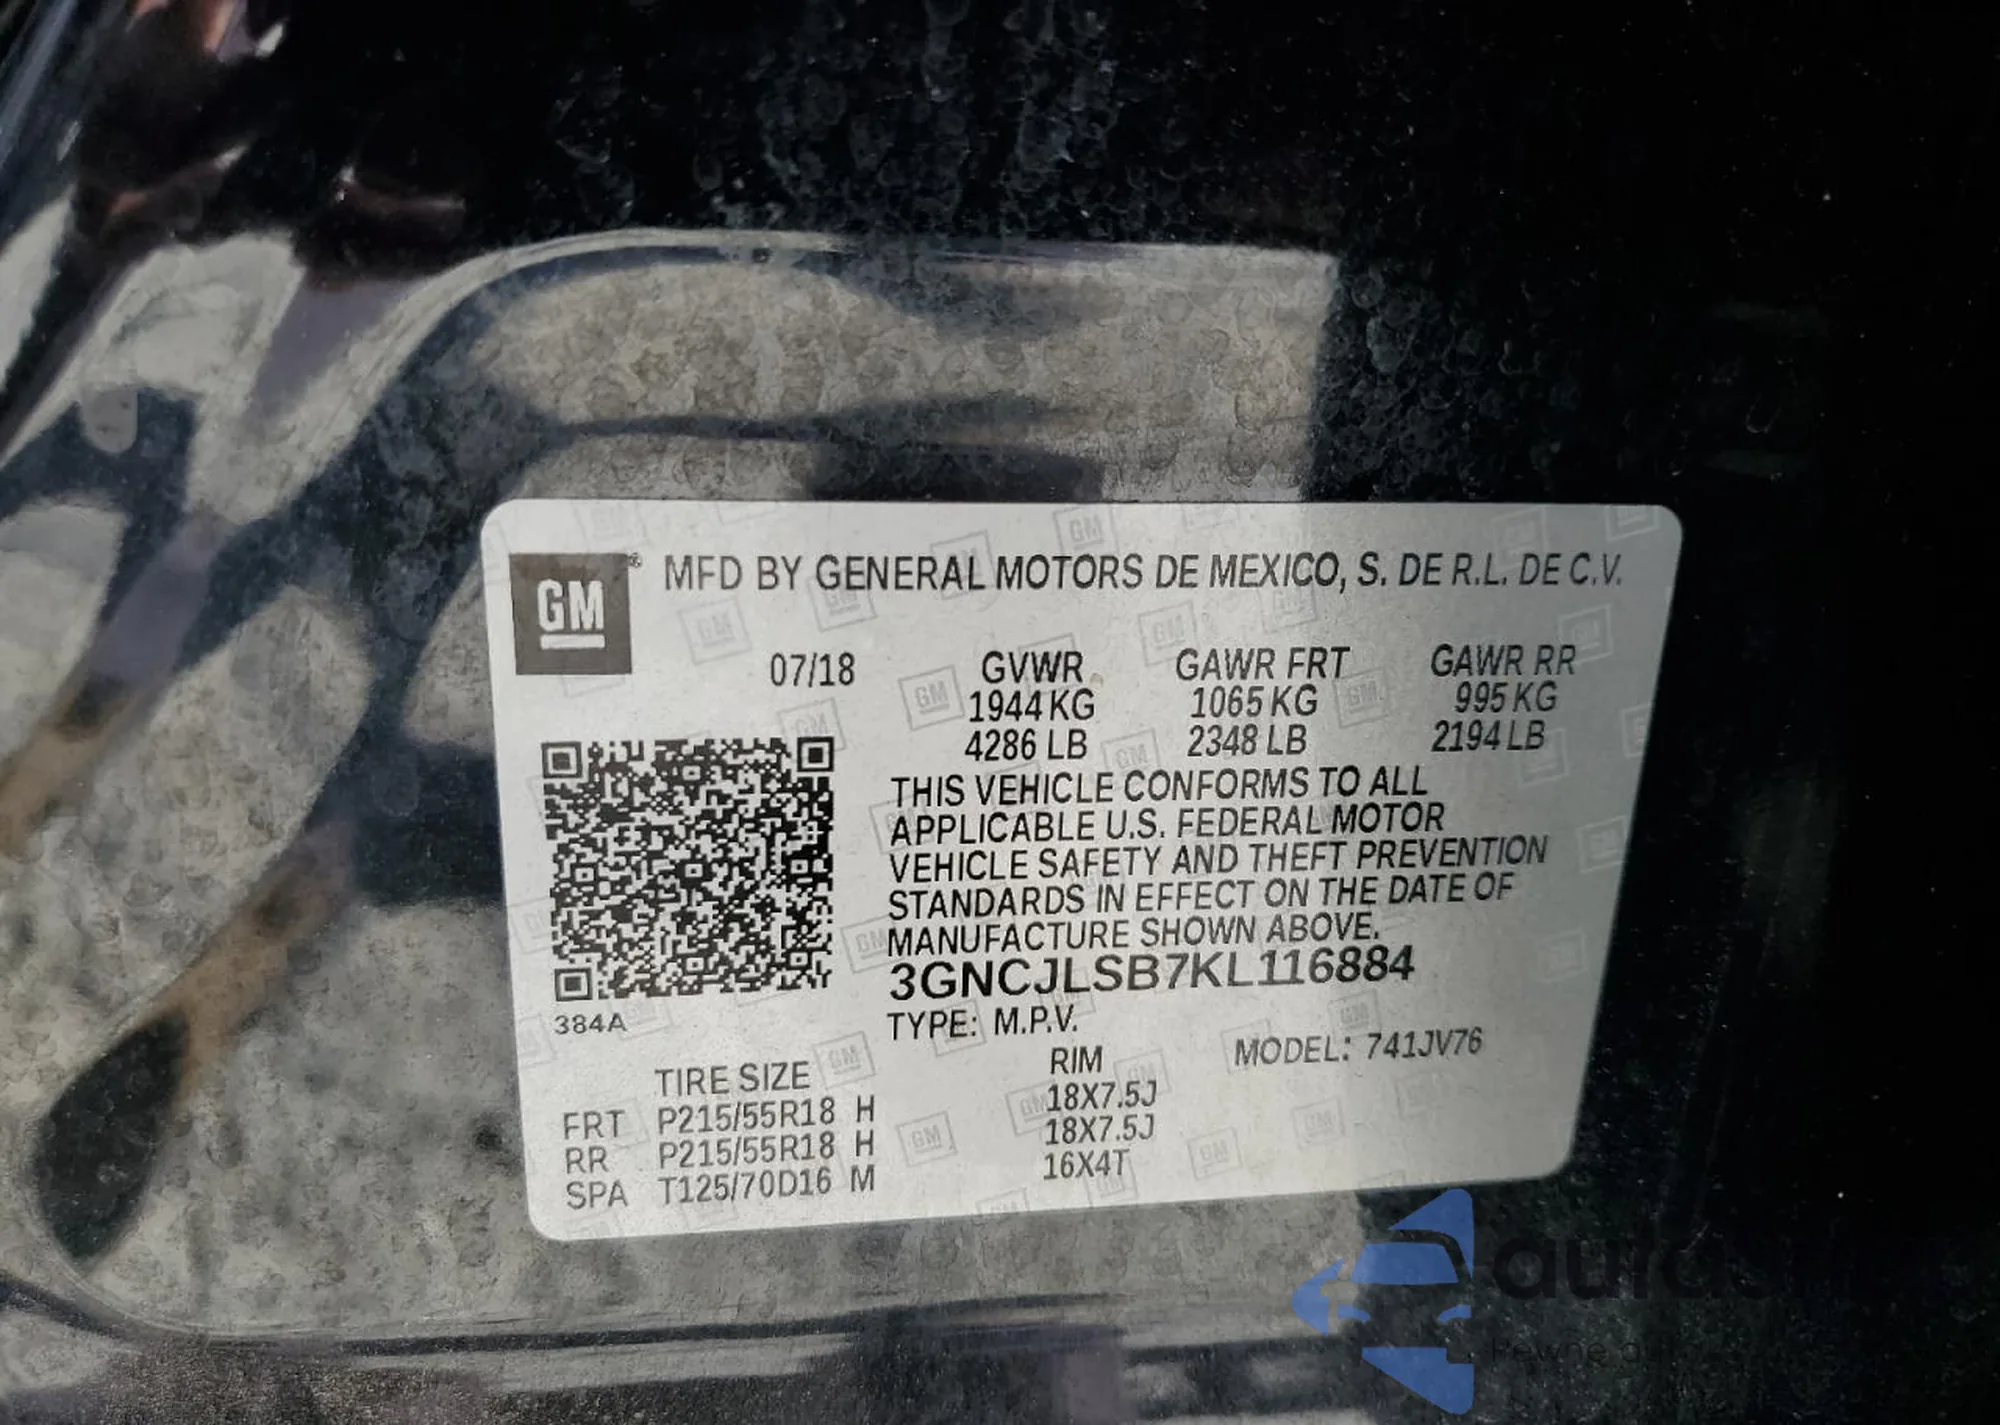 GM ® MFD BY GENERAL MOTORS DE MEXICO, S. DE R.L. DE C.V.
07/18 GVWR GAWR FRT GAWR RR
1944 KG 1065 KG 995 KG
4286 LB 2348 LB 2194 LB
THIS VEHICLE CONFORMS TO ALL
APPLICABLE U.S. FEDERAL MOTOR
VEHICLE SAFETY AND THEFT PREVENTION
STANDARDS IN EFFECT ON THE DATE OF
MANUFACTURE SHOWN ABOVE.
3GNCJLSB7KL116884
384A TYPE: M.P.V. MODEL: 741JV76
TIRE SIZE RIM
FRT P215/55R18 H 18X7.5J
RR P215/55R18 H 18X7.5J
SPA T125/70D16 M 16X4T